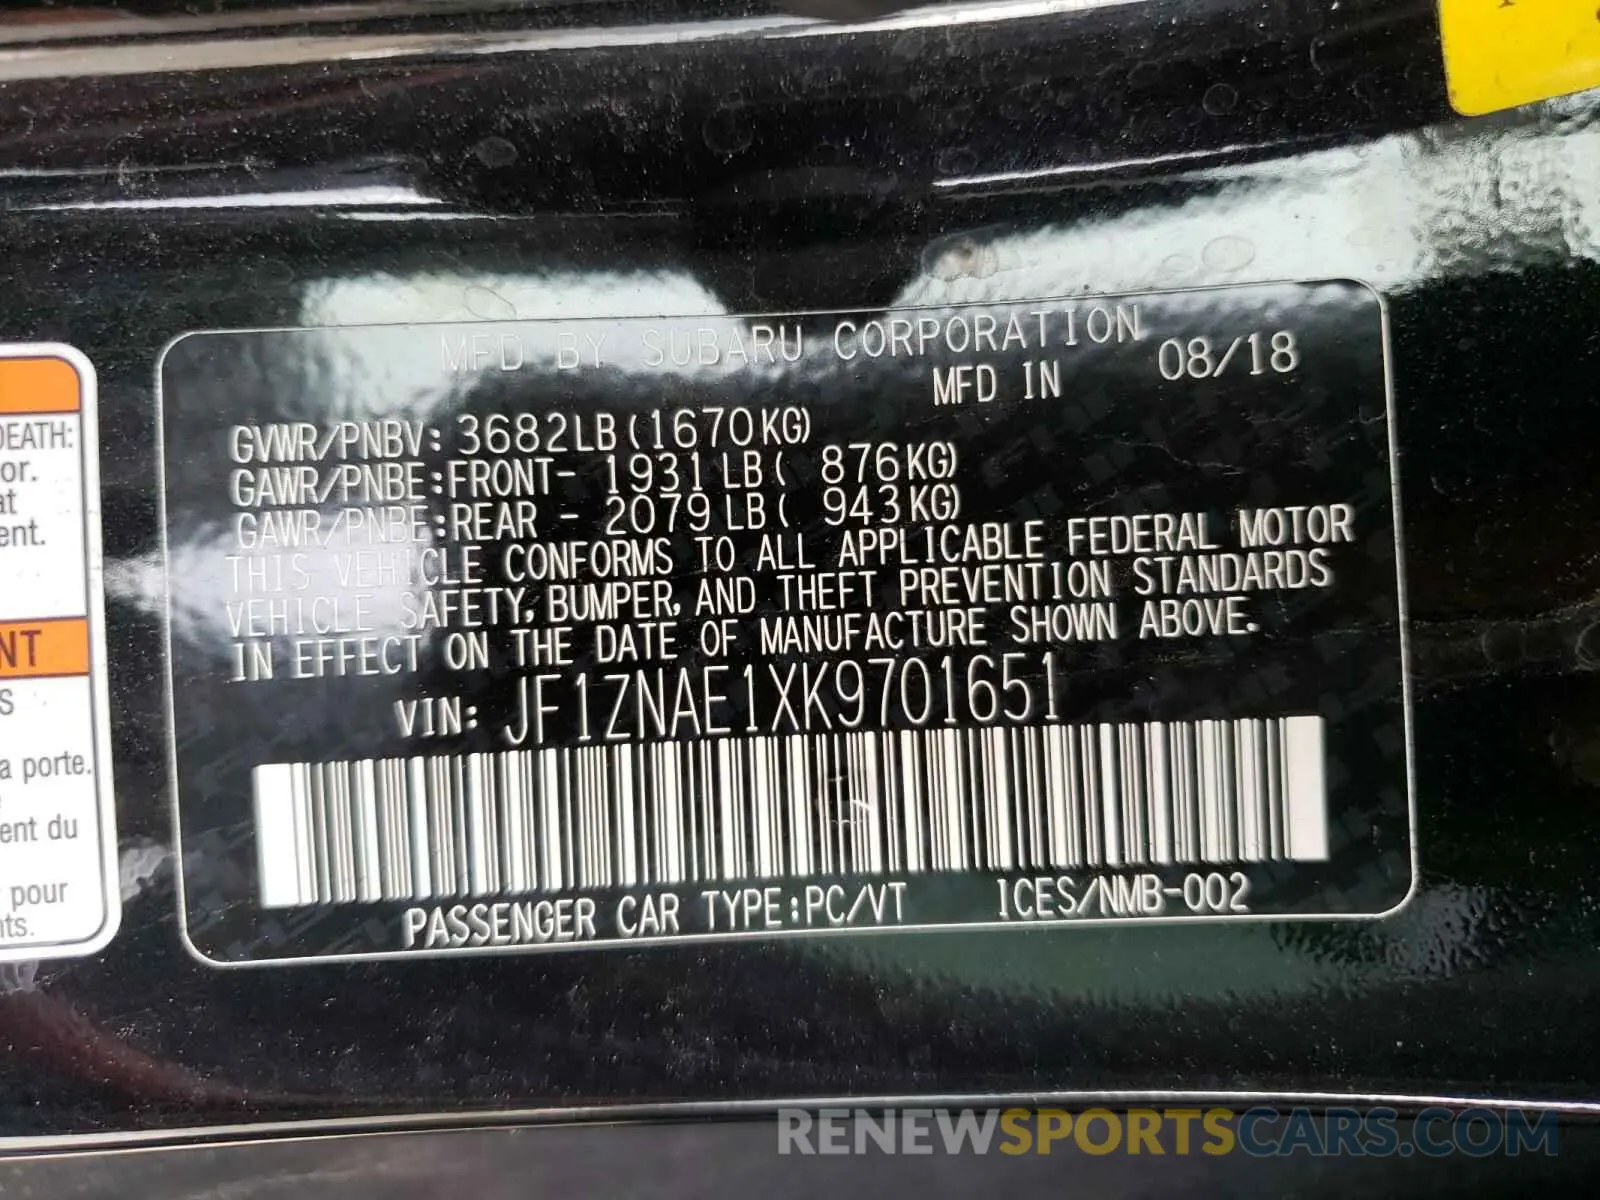 MFD BY SUBARU CORPORATION
MFD IN 08/18
GVWR/PNBV: 3682LB(1670KG)
GAWR/PNBE:FRONT- 1931LB( 876KG)
GAWR/PNBE:REAR - 2079LB( 943KG)
THIS VEHICLE CONFORMS TO ALL APPLICABLE FEDERAL MOTOR
VEHICLE SAFETY, BUMPER, AND THEFT PREVENTION STANDARDS
IN EFFECT ON THE DATE OF MANUFACTURE SHOWN ABOVE.
VIN: JF1ZNAE1XK9701651
PASSENGER CAR TYPE:PC/VT ICES/NMB-002
DEATH:
or.
at
ent.
NT
S
a porte.
ent du
pour
nts.
RENEWSPORTSCARS.COM